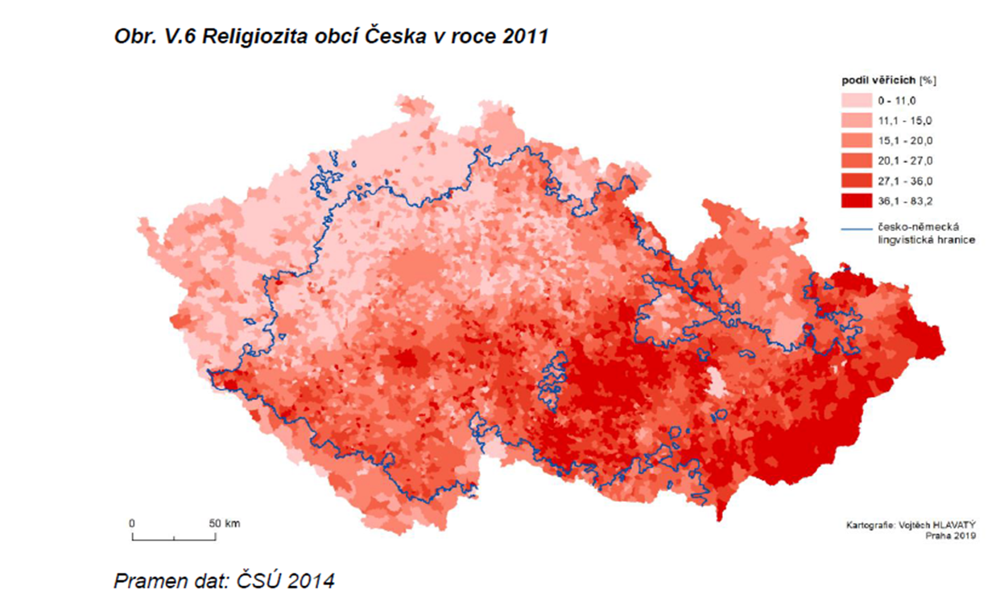 Obr. V.6 Religiozita obcí Česka v roce 2011
podíl věřících [%]
0 - 11,0
11,1 - 15,0
15,1 - 20,0
20,1 - 27,0
27,1 - 36,0
36,1 - 83,2
česko-německá
lingvistická hranice
0 50 km
Kartografie: Vojtěch HLAVATÝ
Praha 2019
Pramen dat: ČSÚ 2014